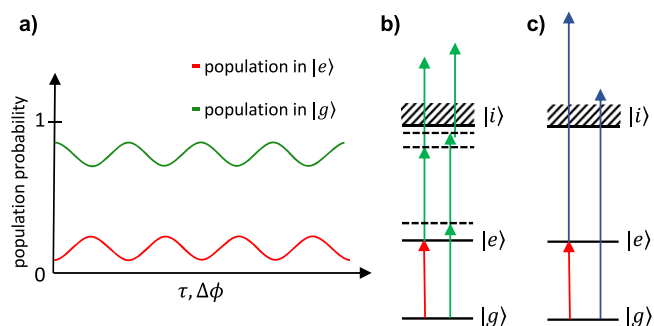 a)
b)
c)
population in |e⟩
population in |g⟩
population probability
1
0
τ, Δϕ
|i⟩
|e⟩
|g⟩
|i⟩
|e⟩
|g⟩